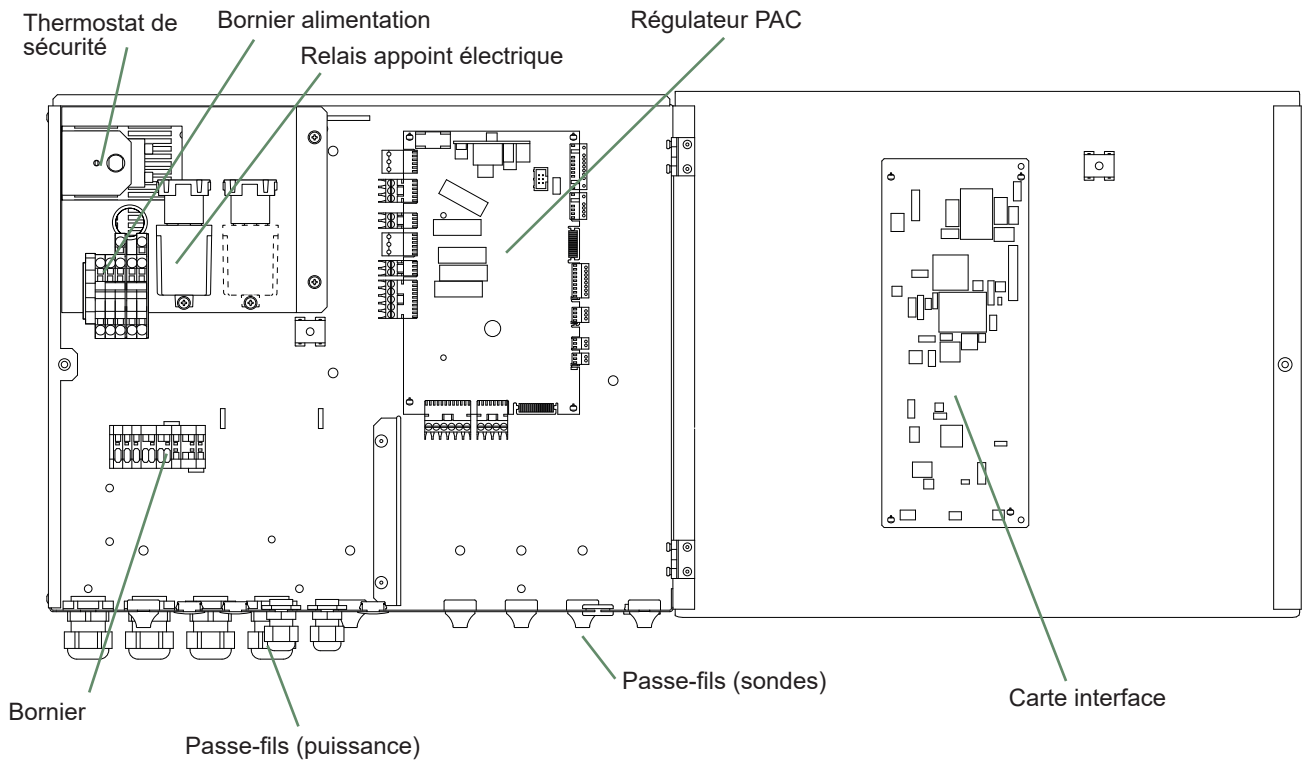 Thermostat de
sécurité
Bornier alimentation
Relais appoint électrique
Régulateur PAC
Passe-fils (sondes)
Carte interface
Bornier
Passe-fils (puissance)